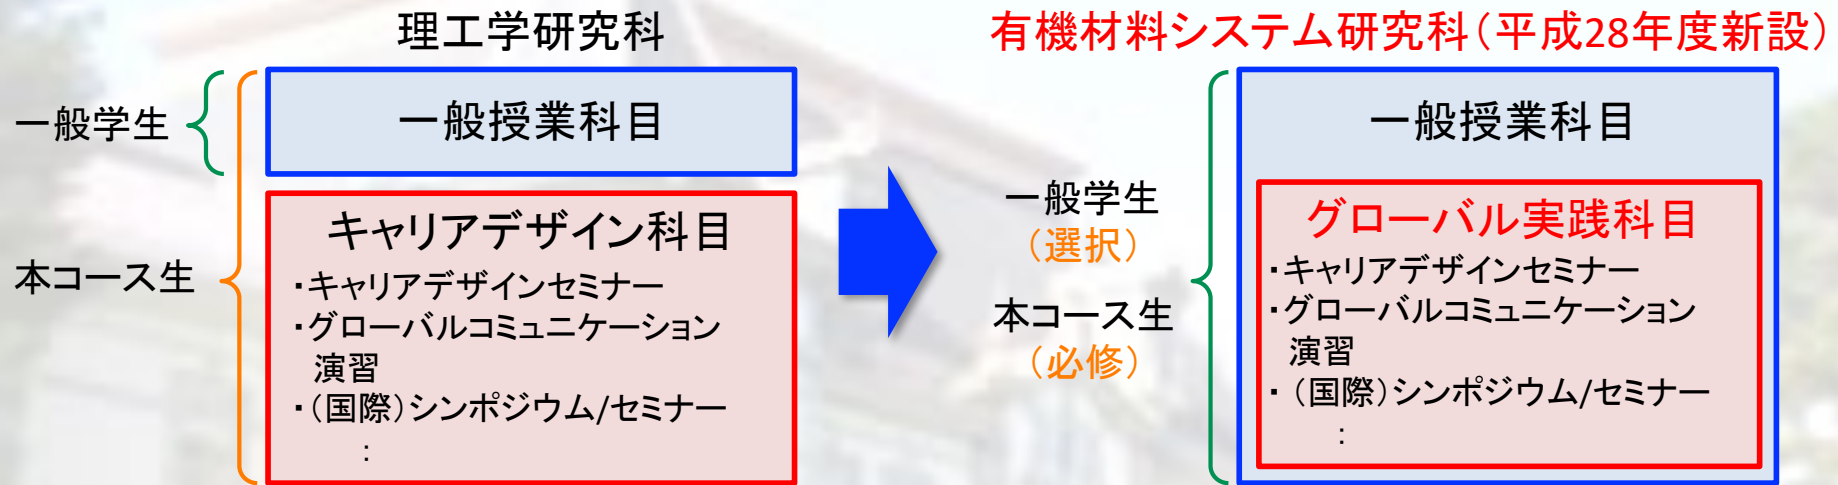 理工学研究科
一般学生
一般授業科目
本コース生
キャリアデザイン科目
・キャリアデザインセミナー
・グローバルコミュニケーション
演習
・(国際)シンポジウム/セミナー
:
有機材料システム研究科(平成28年度新設)
一般学生
(選択)
本コース生
(必修)
一般授業科目
グローバル実践科目
・キャリアデザインセミナー
・グローバルコミュニケーション
演習
・(国際)シンポジウム/セミナー
: